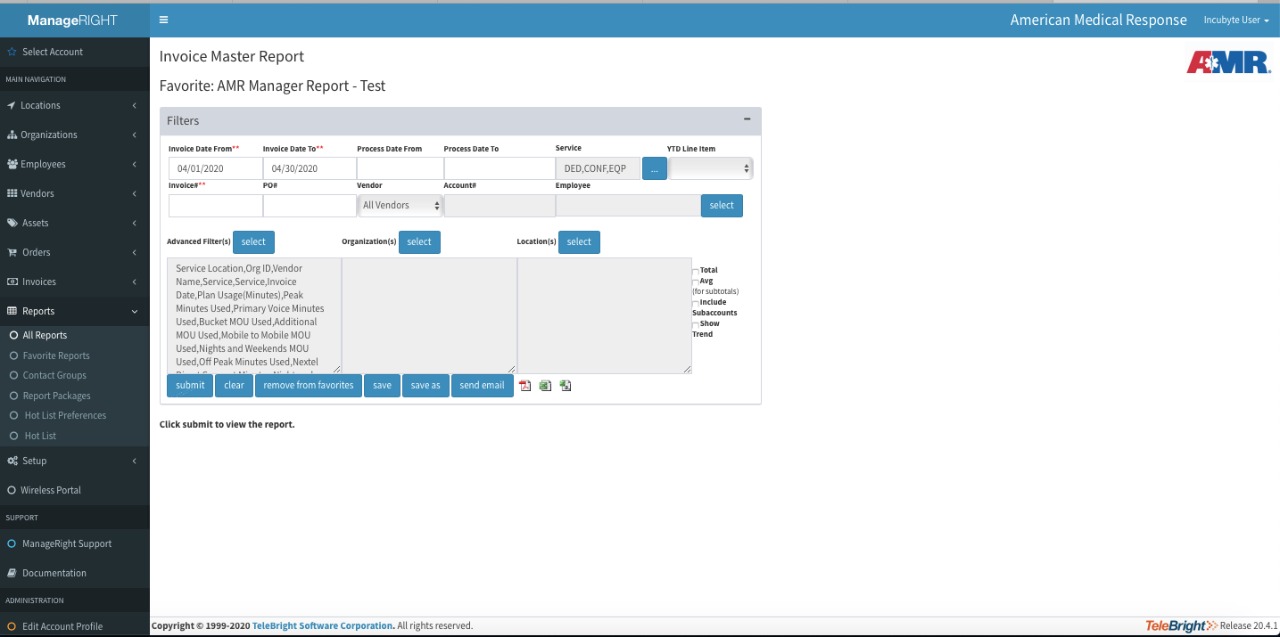 ManageRIGHT
American Medical Response
Incubyte User
Select Account
MAIN NAVIGATION
Locations
Organizations
Employees
Vendors
Assets
Orders
Invoices
Reports
All Reports
Favorite Reports
Contact Groups
Report Packages
Hot List Preferences
Hot List
Setup
Wireless Portal
SUPPORT
ManageRight Support
Documentation
ADMINISTRATION
Edit Account Profile
Invoice Master Report
AMR
Favorite: AMR Manager Report - Test
Filters
Invoice Date From** Invoice Date To** Process Date From Process Date To Service YTD Line Item
04/01/2020 04/30/2020 DED,CONF,EQP ...
Invoice#** PO# Vendor Account# Employee
All Vendors select
Advanced Filter(s) select Organization(s) select Location(s) select
Service Location,Org ID,Vendor
Name,Service,Service,Invoice
Date,Plan Usage(Minutes),Peak
Minutes Used,Primary Voice Minutes
Used,Bucket MOU Used,Additional
MOU Used,Mobile to Mobile MOU
Used,Nights and Weekends MOU
Used,Off Peak Minutes Used,Nextel
Total
Avg
(for subtotals)
Include
Subaccounts
Show
Trend
submit clear remove from favorites save save as send email
Click submit to view the report.
Copyright © 1999-2020 TeleBright Software Corporation. All rights reserved.
TeleBright Release 20.4.1